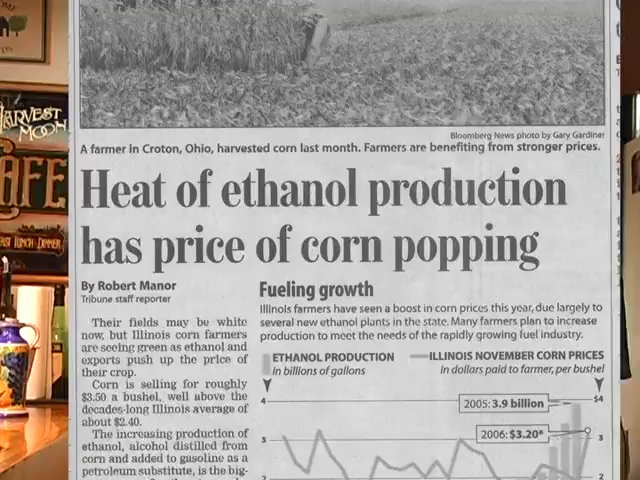 HARVEST
MOON
CAFE
LUNCH · DINNER
Bloomberg News photo by Gary Gardiner
A farmer in Croton, Ohio, harvested corn last month. Farmers are benefiting from stronger prices.
Heat of ethanol production
has price of corn popping
By Robert Manor
Tribune staff reporter
Their fields may be white
now, but Illinois corn farmers
are seeing green as ethanol and
exports push up the price of
their crop.
Corn is selling for roughly
$3.50 a bushel, well above the
decades-long Illinois average of
about $2.40.
The increasing production of
ethanol, alcohol distilled from
corn and added to gasoline as a
petroleum substitute, is the big-
Fueling growth
Illinois farmers have seen a boost in corn prices this year, due largely to
several new ethanol plants in the state. Many farmers plan to increase
production to meet the needs of the rapidly growing fuel industry.
ETHANOL PRODUCTION
In billions of gallons
ILLINOIS NOVEMBER CORN PRICES
In dollars paid to farmer, per bushel
4
$4
2005: 3.9 billion
2006: $3.20*
3
3
2
2